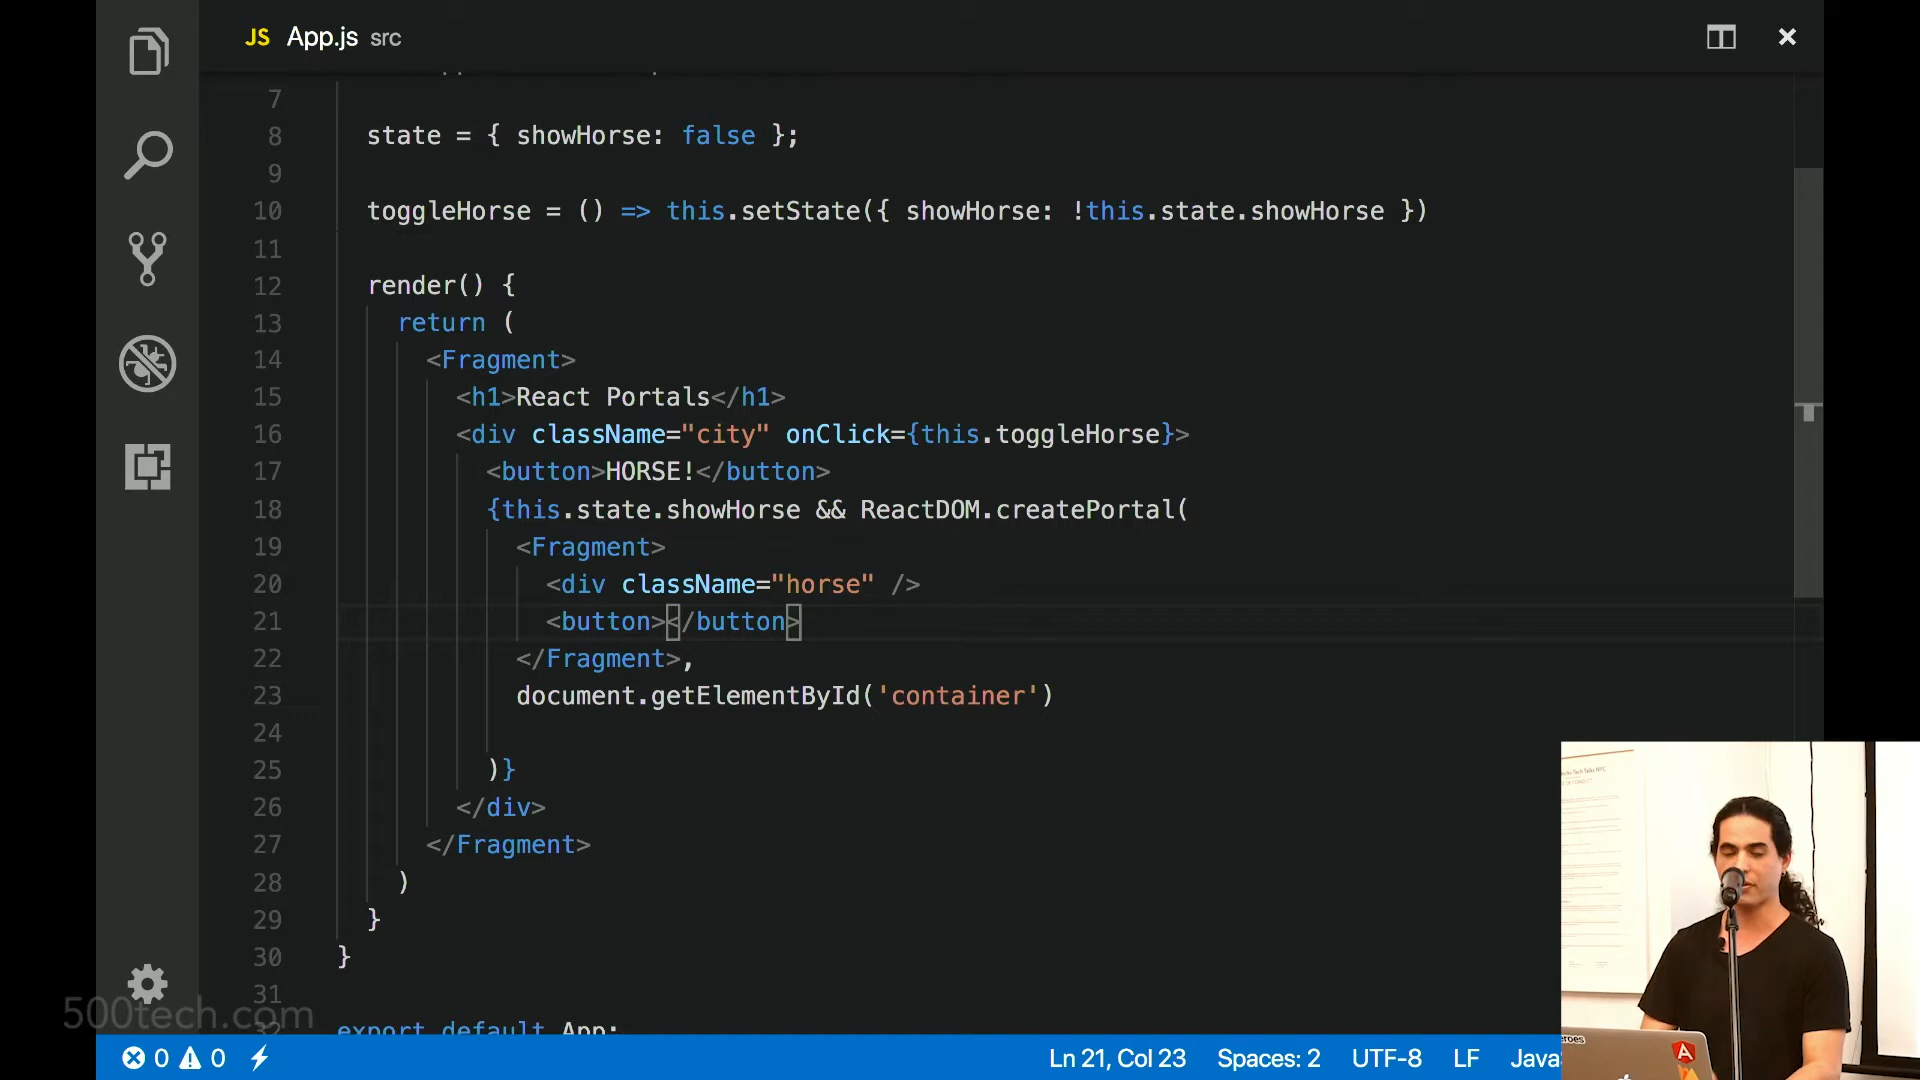 JS App.js src
7
8 state = { showHorse: false };
9
10 toggleHorse = () => this.setState({ showHorse: !this.state.showHorse })
11
12 render() {
13 return (
14 <Fragment>
15 <h1>React Portals</h1>
16 <div className="city" onClick={this.toggleHorse}>
17 <button>HORSE!</button>
18 {this.state.showHorse && ReactDOM.createPortal(
19 <Fragment>
20 <div className="horse" />
21 <button></button>
22 </Fragment>,
23 document.getElementById('container')
24
25 )}
26 </div>
27 </Fragment>
28 )
29 }
30 }
31
32 export default App;
500tech.com
0 0 Ln 21, Col 23 Spaces: 2 UTF-8 LF Java
Tech Talks NYC